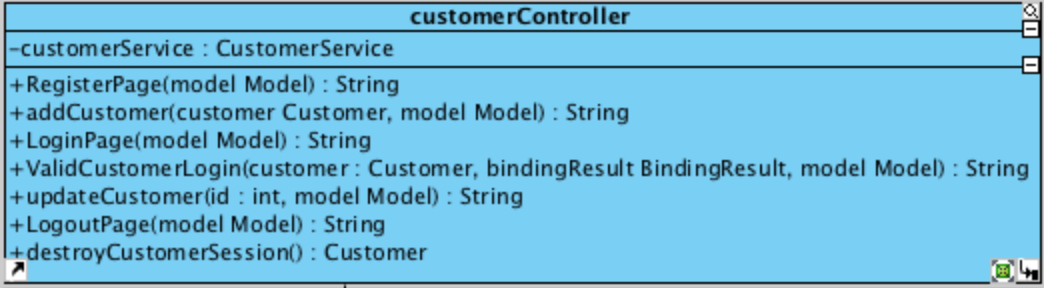 customerController
-customerService : CustomerService
+RegisterPage(model Model) : String
+addCustomer(customer Customer, model Model) : String
+LoginPage(model Model) : String
+ValidCustomerLogin(customer : Customer, bindingResult BindingResult, model Model) : String
+updateCustomer(id : int, model Model) : String
+LogoutPage(model Model) : String
+destroyCustomerSession() : Customer